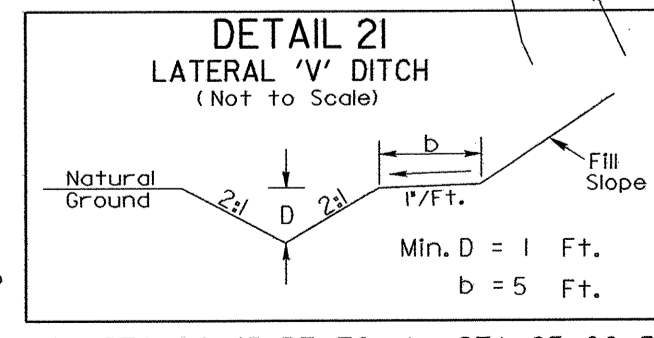 DETAIL 21
LATERAL 'V' DITCH
(Not to Scale)
b
Natural
Ground
2:1
D
2:1
1"/Ft.
Fill
Slope
Min. D = 1 Ft.
b = 5 Ft.